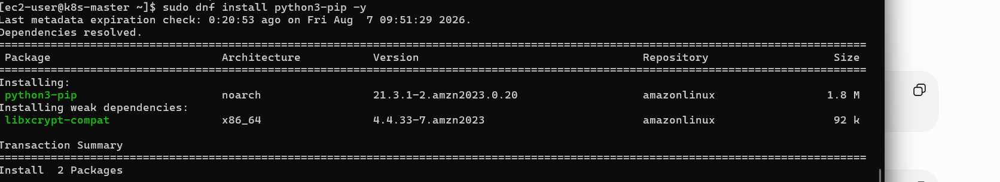 [ec2-user@k8s-master ~]$ sudo dnf install python3-pip -y
Last metadata expiration check: 0:20:53 ago on Fri Aug  7 09:51:29 2026.
Dependencies resolved.
================================================================================
Package Architecture Version Repository Size
================================================================================
Installing:
python3-pip noarch 21.3.1-2.amzn2023.0.20 amazonlinux 1.8 M
Installing weak dependencies:
libxcrypt-compat x86_64 4.4.33-7.amzn2023 amazonlinux 92 k
Transaction Summary
================================================================================
Install  2 Packages